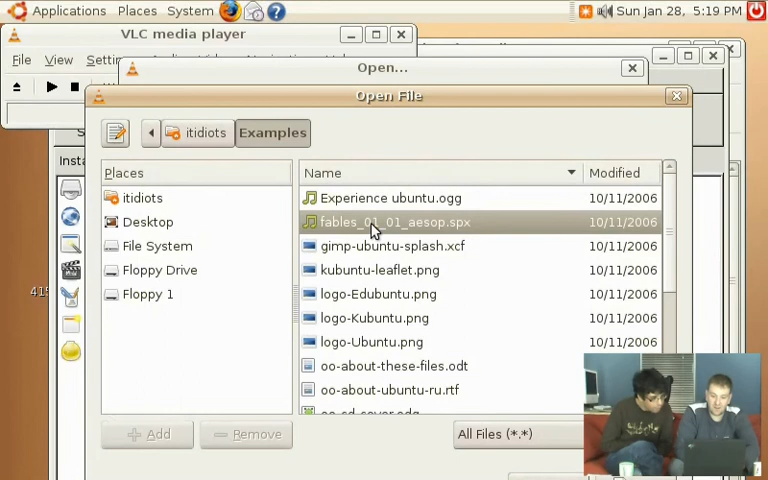 Applications Places System Sun Jan 28, 5:19 PM
VLC media player
File View Settin
Open...
Open File
itidiots Examples
Places Name Modified
itidiots Experience ubuntu.ogg 10/11/2006
Desktop fables_01_01_aesop.spx 10/11/2006
File System gimp-ubuntu-splash.xcf 10/11/2006
Floppy Drive kubuntu-leaflet.png 10/11/2006
Floppy 1 logo-Edubuntu.png 10/11/2006
logo-Kubuntu.png 10/11/2006
logo-Ubuntu.png 10/11/2006
oo-about-these-files.odt
oo-about-ubuntu-ru.rtf
Add Remove All Files (*.*)
Insta
415